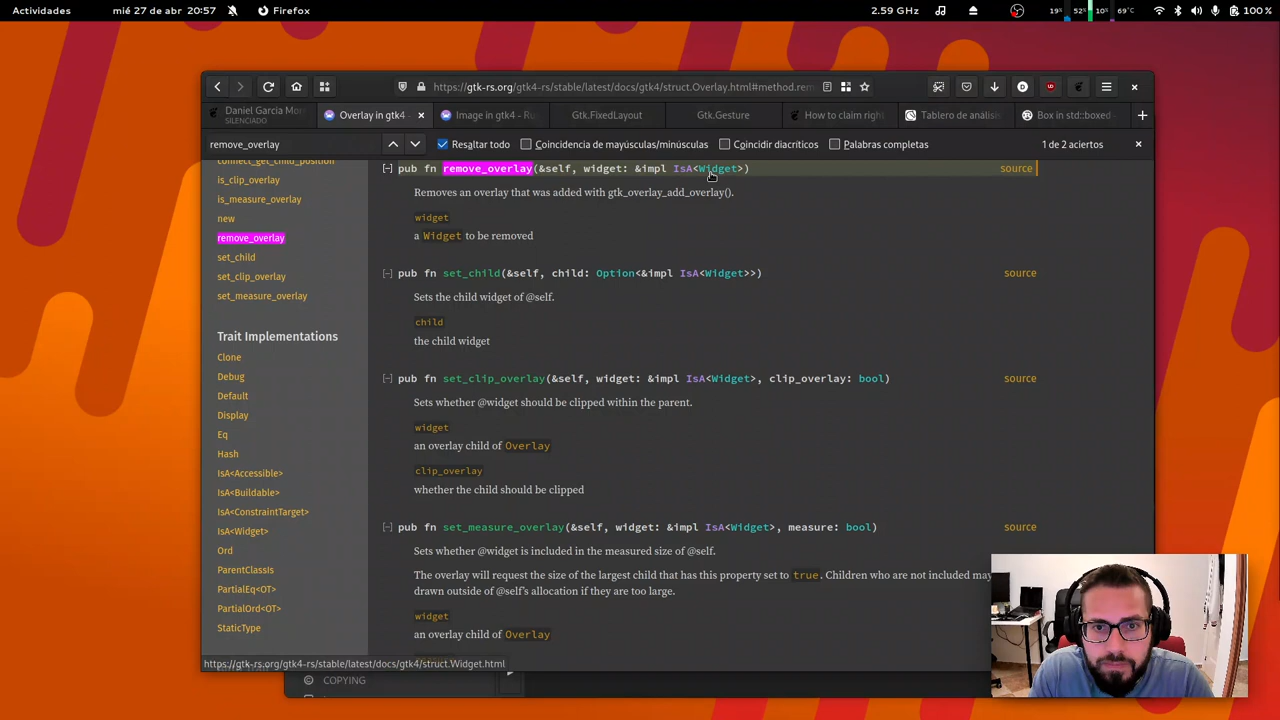 Actividades
mié 27 de abr 20:57
Firefox
2.59 GHz
19%
52%
10%
69°C
100 %
https://gtk-rs.org/gtk4-rs/stable/latest/docs/gtk4/struct.Overlay.html#method.rem
Daniel Garcia Mor
SILENCIADO
Overlay in gtk4 -
Image in gtk4 - Ru
Gtk.FixedLayout
Gtk.Gesture
How to claim righ
Tablero de análisis
Box in std::boxed -
remove_overlay
Resaltar todo
Coincidencia de mayúsculas/minúsculas
Coincidir diacríticos
Palabras completas
1 de 2 aciertos
connect_get_child_position
is_clip_overlay
is_measure_overlay
new
remove_overlay
set_child
set_clip_overlay
set_measure_overlay
Trait Implementations
Clone
Debug
Default
Display
Eq
Hash
IsA<Accessible>
IsA<Buildable>
IsA<ConstraintTarget>
IsA<Widget>
Ord
ParentClassIs
PartialEq<OT>
PartialOrd<OT>
StaticType
[-] pub fn remove_overlay(&self, widget: &impl IsA<Widget>) source
Removes an overlay that was added with gtk_overlay_add_overlay().
widget
a Widget to be removed
[-] pub fn set_child(&self, child: Option<&impl IsA<Widget>>) source
Sets the child widget of @self.
child
the child widget
[-] pub fn set_clip_overlay(&self, widget: &impl IsA<Widget>, clip_overlay: bool) source
Sets whether @widget should be clipped within the parent.
widget
an overlay child of Overlay
clip_overlay
whether the child should be clipped
[-] pub fn set_measure_overlay(&self, widget: &impl IsA<Widget>, measure: bool) source
Sets whether @widget is included in the measured size of @self.
The overlay will request the size of the largest child that has this property set to true. Children who are not included may
drawn outside of @self's allocation if they are too large.
widget
an overlay child of Overlay
https://gtk-rs.org/gtk4-rs/stable/latest/docs/gtk4/struct.Widget.html
COPYING